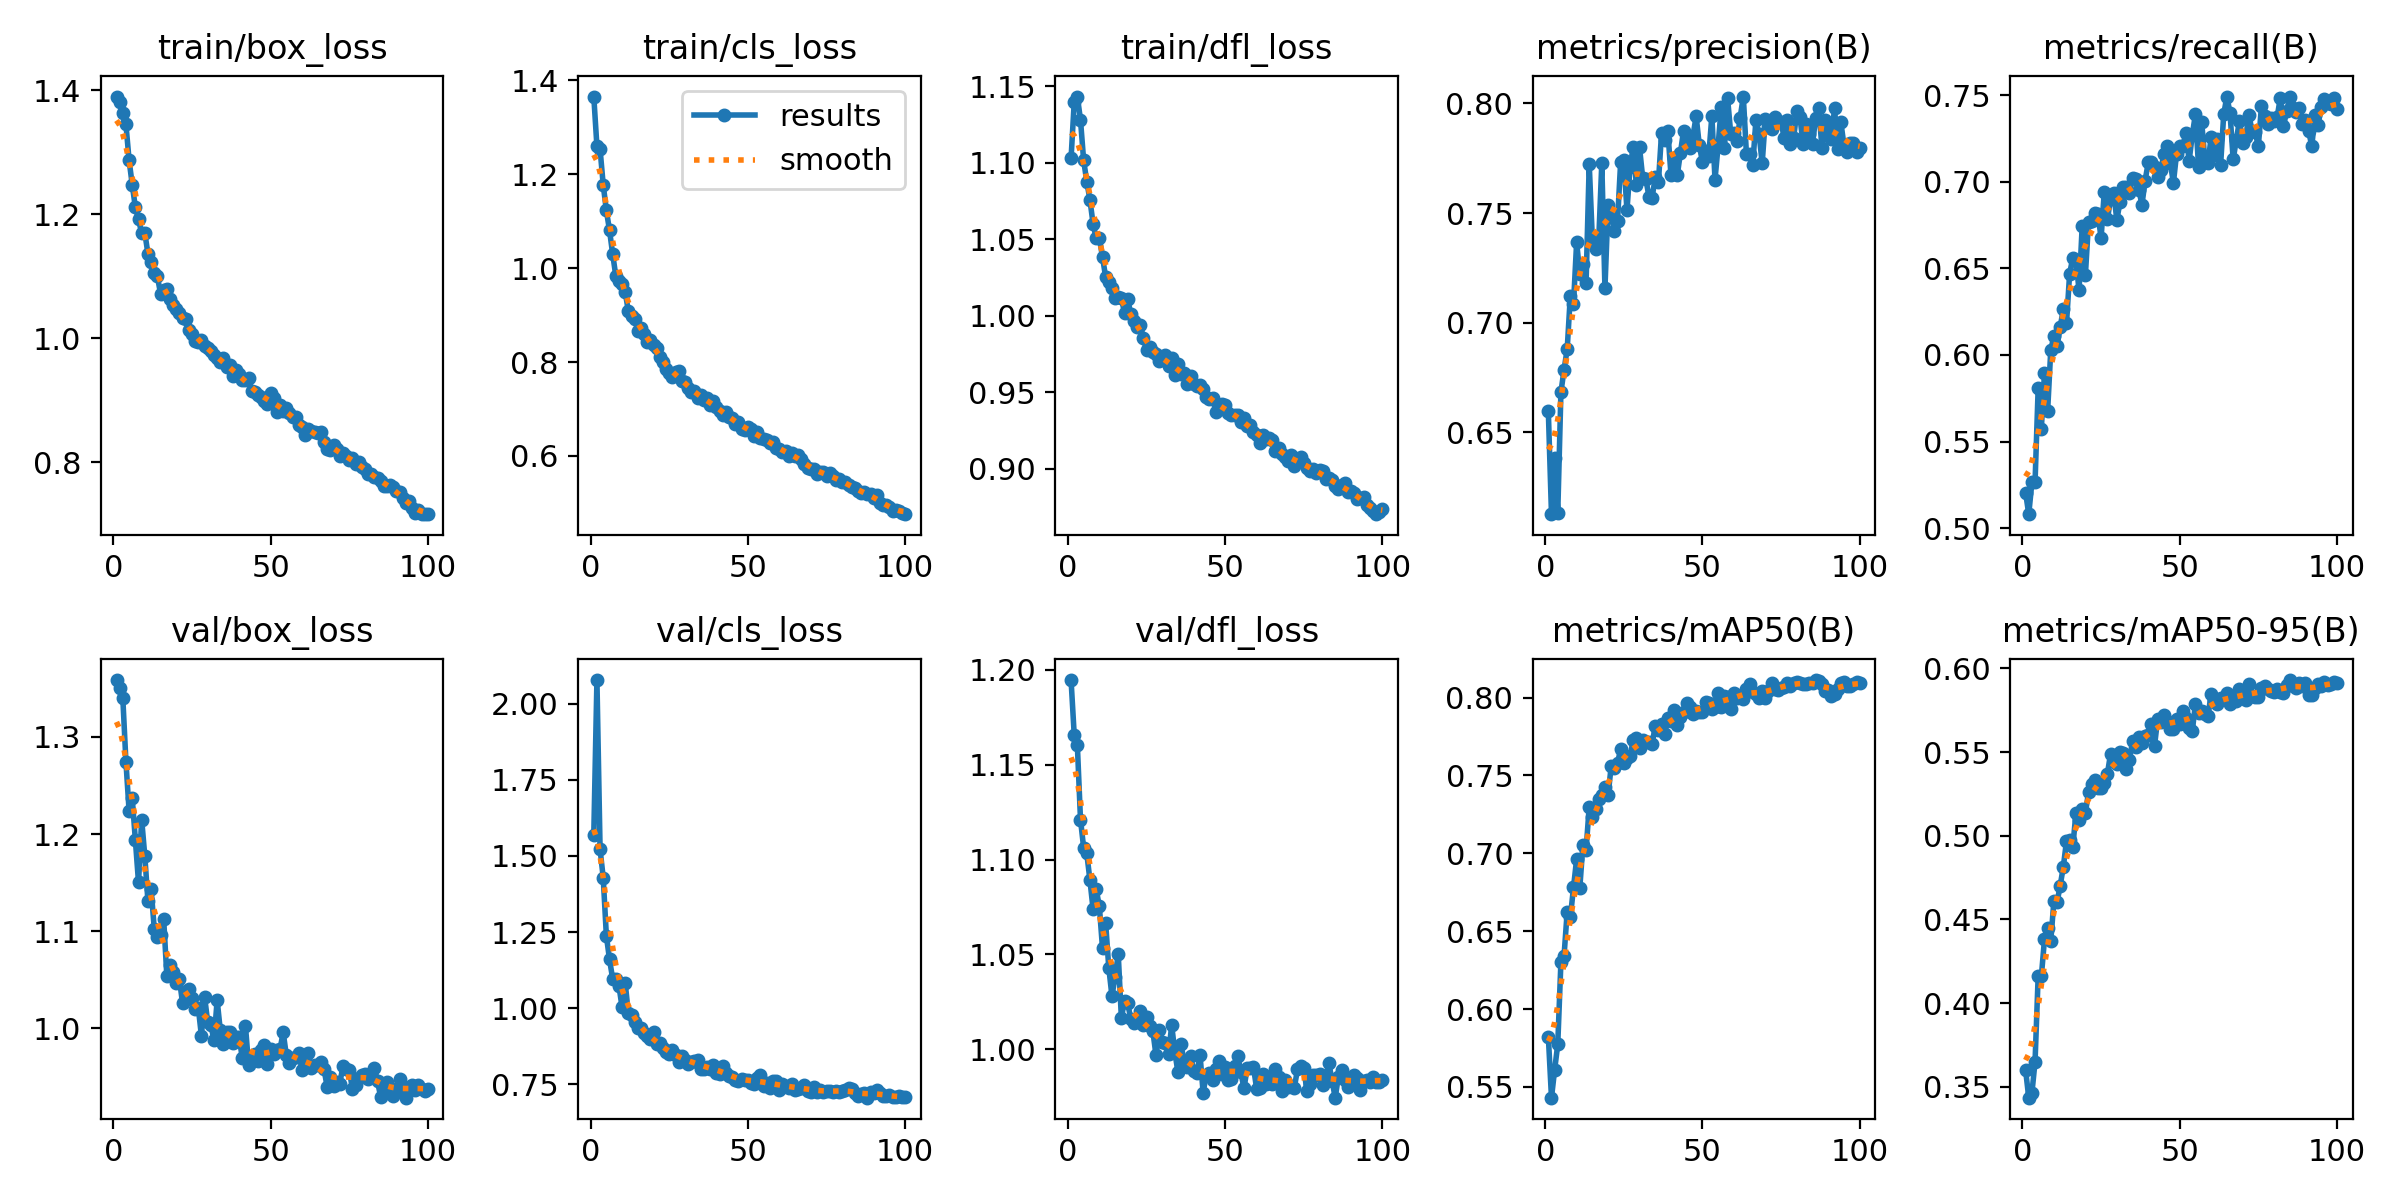 train/box_loss
1.4
1.2
1.0
0.8
0 50 100
train/cls_loss
results
smooth
1.4
1.2
1.0
0.8
0.6
0 50 100
train/dfl_loss
1.15
1.10
1.05
1.00
0.95
0.90
0 50 100
metrics/precision(B)
0.80
0.75
0.70
0.65
0 50 100
metrics/recall(B)
0.75
0.70
0.65
0.60
0.55
0.50
0 50 100
val/box_loss
1.3
1.2
1.1
1.0
0 50 100
val/cls_loss
2.00
1.75
1.50
1.25
1.00
0.75
0 50 100
val/dfl_loss
1.20
1.15
1.10
1.05
1.00
0 50 100
metrics/mAP50(B)
0.80
0.75
0.70
0.65
0.60
0.55
0 50 100
metrics/mAP50-95(B)
0.60
0.55
0.50
0.45
0.40
0.35
0 50 100